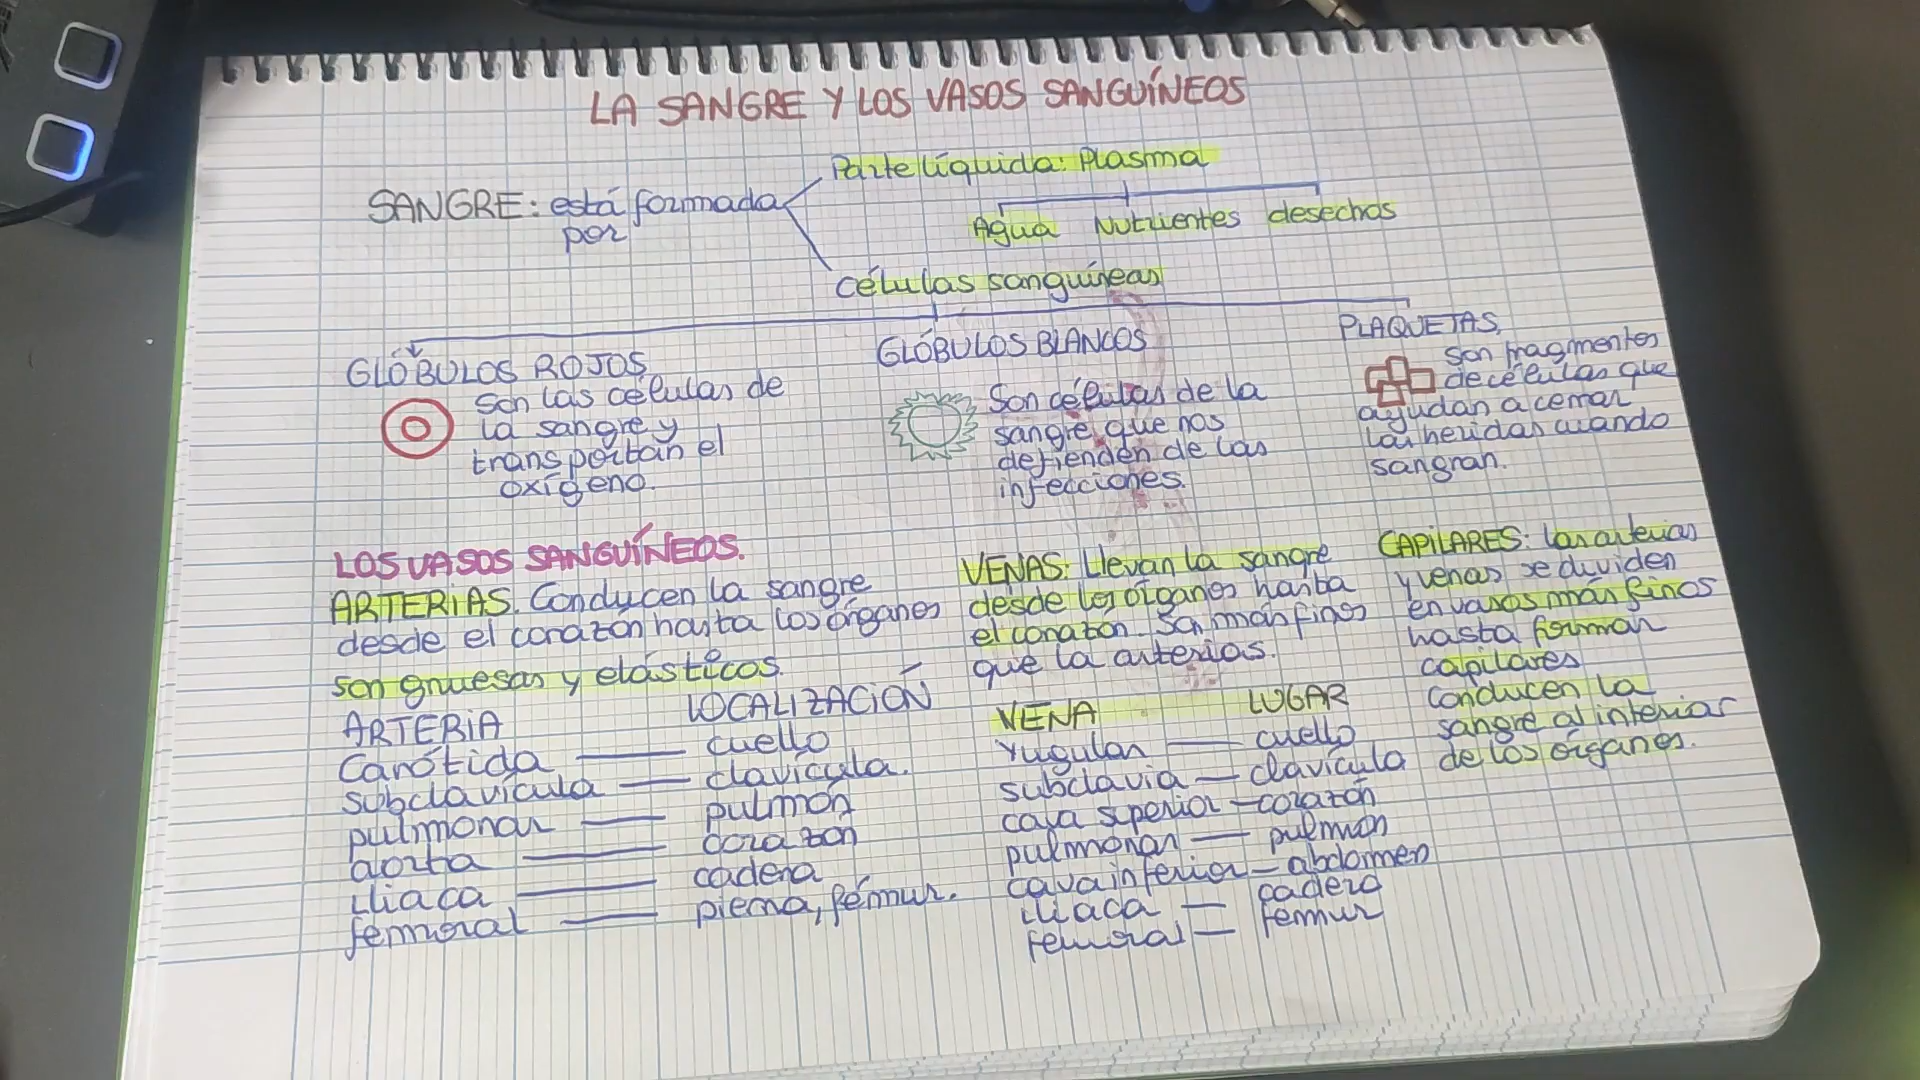 LA SANGRE Y LOS VASOS SANGUÍNEOS
Parte líquida: Plasma
SANGRE: está formada
por
Agua Nutrientes desechos
Células sanguíneas
GLÓBULOS ROJOS
son las células de
la sangre y
transportan el
oxígeno.
GLÓBULOS BLANCOS
Son células de la
sangre que nos
defienden de las
infecciones.
PLAQUETAS,
son fragmentos
de células que
ayudan a cerrar
las heridas cuando
sangran.
LOS VASOS SANGUÍNEOS.
ARTERIAS. Conducen la sangre
desde el corazón hasta los órganos
son gruesas y elásticos.
ARTERIA LOCALIZACIÓN
Carótida cuello
subclavícula clavícula.
pulmonar pulmón
aorta corazón
iliaca cadera
femoral pierna, fémur.
VENAS: Llevan la sangre
desde los órganos hasta
el corazón. Son más finos
que la arterias.
VENA LUGAR
Yugular cuello
subclavia clavícula
cava superior corazón
pulmonar pulmón
cava inferior abdomen
iliaca cadera
femoral femur
CAPILARES: las arterias
y venas se dividen
en vasos más finos
hasta formar
capilares
conducen la
sangre al interior
de los órganos.